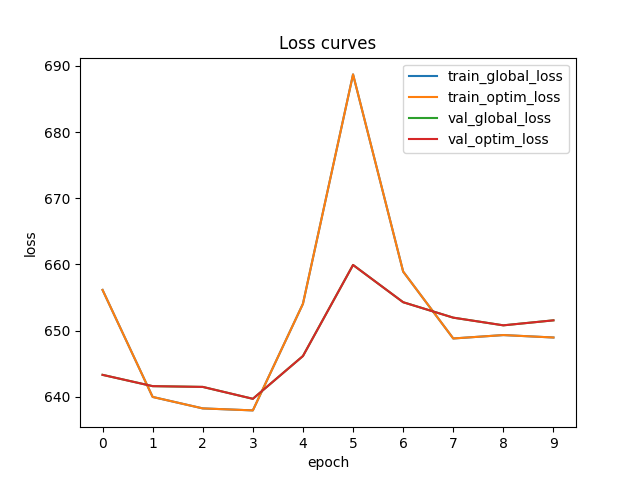 Loss curves
690
680
670
660
650
640
loss
train_global_loss
train_optim_loss
val_global_loss
val_optim_loss
0 1 2 3 4 5 6 7 8 9
epoch